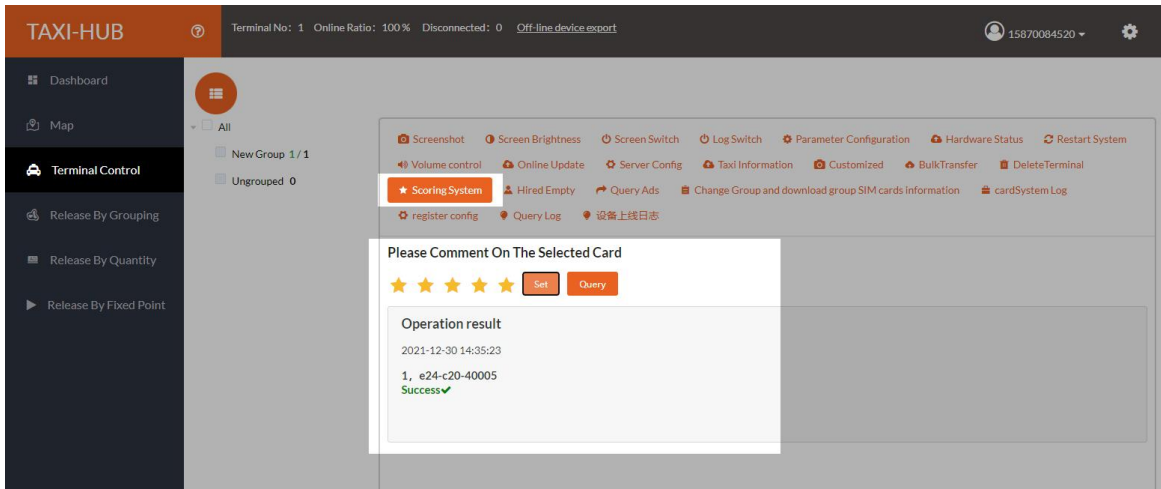 TAXI-HUB
Terminal No: 1 Online Ratio: 100% Disconnected: 0 Off-line device export
15870084520
Dashboard
Map
Terminal Control
Release By Grouping
Release By Quantity
Release By Fixed Point
All
New Group 1/1
Ungrouped 0
Screenshot Screen Brightness Screen Switch Log Switch Parameter Configuration Hardware Status Restart System
Volume control Online Update Server Config Taxi Information Customized BulkTransfer DeleteTerminal
Scoring System Hired Empty Query Ads Change Group and download group SIM cards information cardSystem Log
register config Query Log 设备上线日志
Please Comment On The Selected Card
Set Query
Operation result
2021-12-30 14:35:23
1, e24-c20-40005
Success